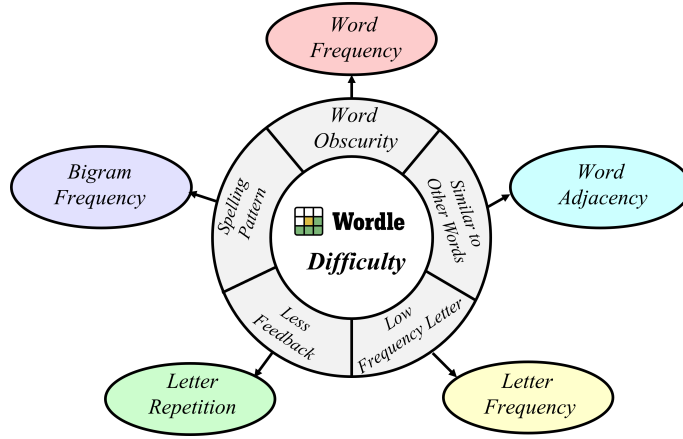 Word
Frequency
Word
Obscurity
Bigram
Frequency
Spelling
Pattern
Similar to
Other Words
Word
Adjacency
Wordle
Difficulty
Less
Feedback
Low
Frequency Letter
Letter
Repetition
Letter
Frequency